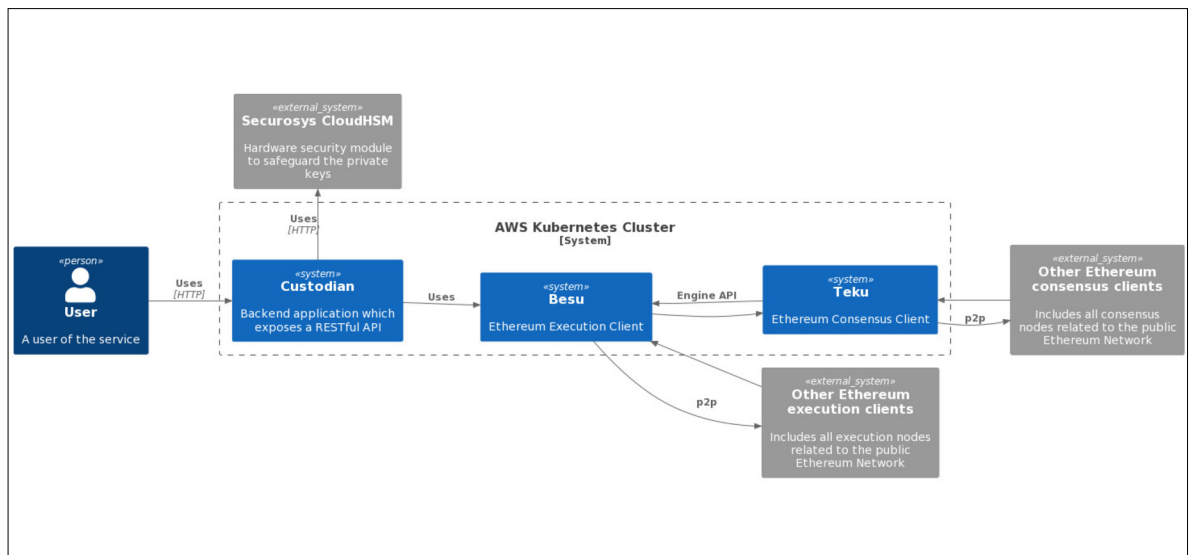 «external_system»
Securosys CloudHSM
Hardware security module
to safeguard the private
keys
Uses
[HTTP]
AWS Kubernetes Cluster
[System]
«person»
User
A user of the service
Uses
[HTTP]
«system»
Custodian
Backend application which
exposes a RESTful API
Uses
«system»
Besu
Ethereum Execution Client
Engine API
«system»
Teku
Ethereum Consensus Client
p2p
«external_system»
Other Ethereum
consensus clients
Includes all consensus
nodes related to the public
Ethereum Network
p2p
«external_system»
Other Ethereum
execution clients
Includes all execution nodes
related to the public
Ethereum Network